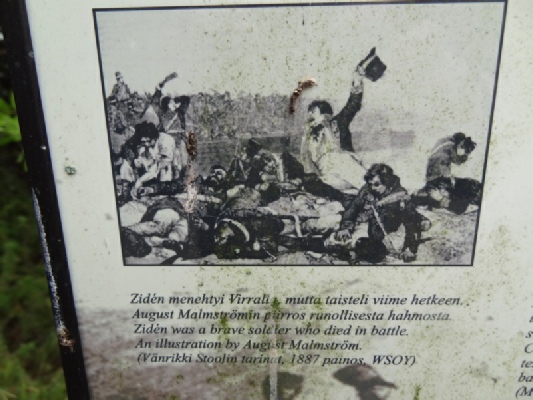 Zidén menehtyi Virralla, mutta taisteli viime hetkeen.
August Malmströmin piirros runollisesta hahmosta.
Zidén was a brave soldier who died in battle.
An illustration by August Malmström.
(Vänrikki Stoolin tarinat, 1887 painos, WSOY)